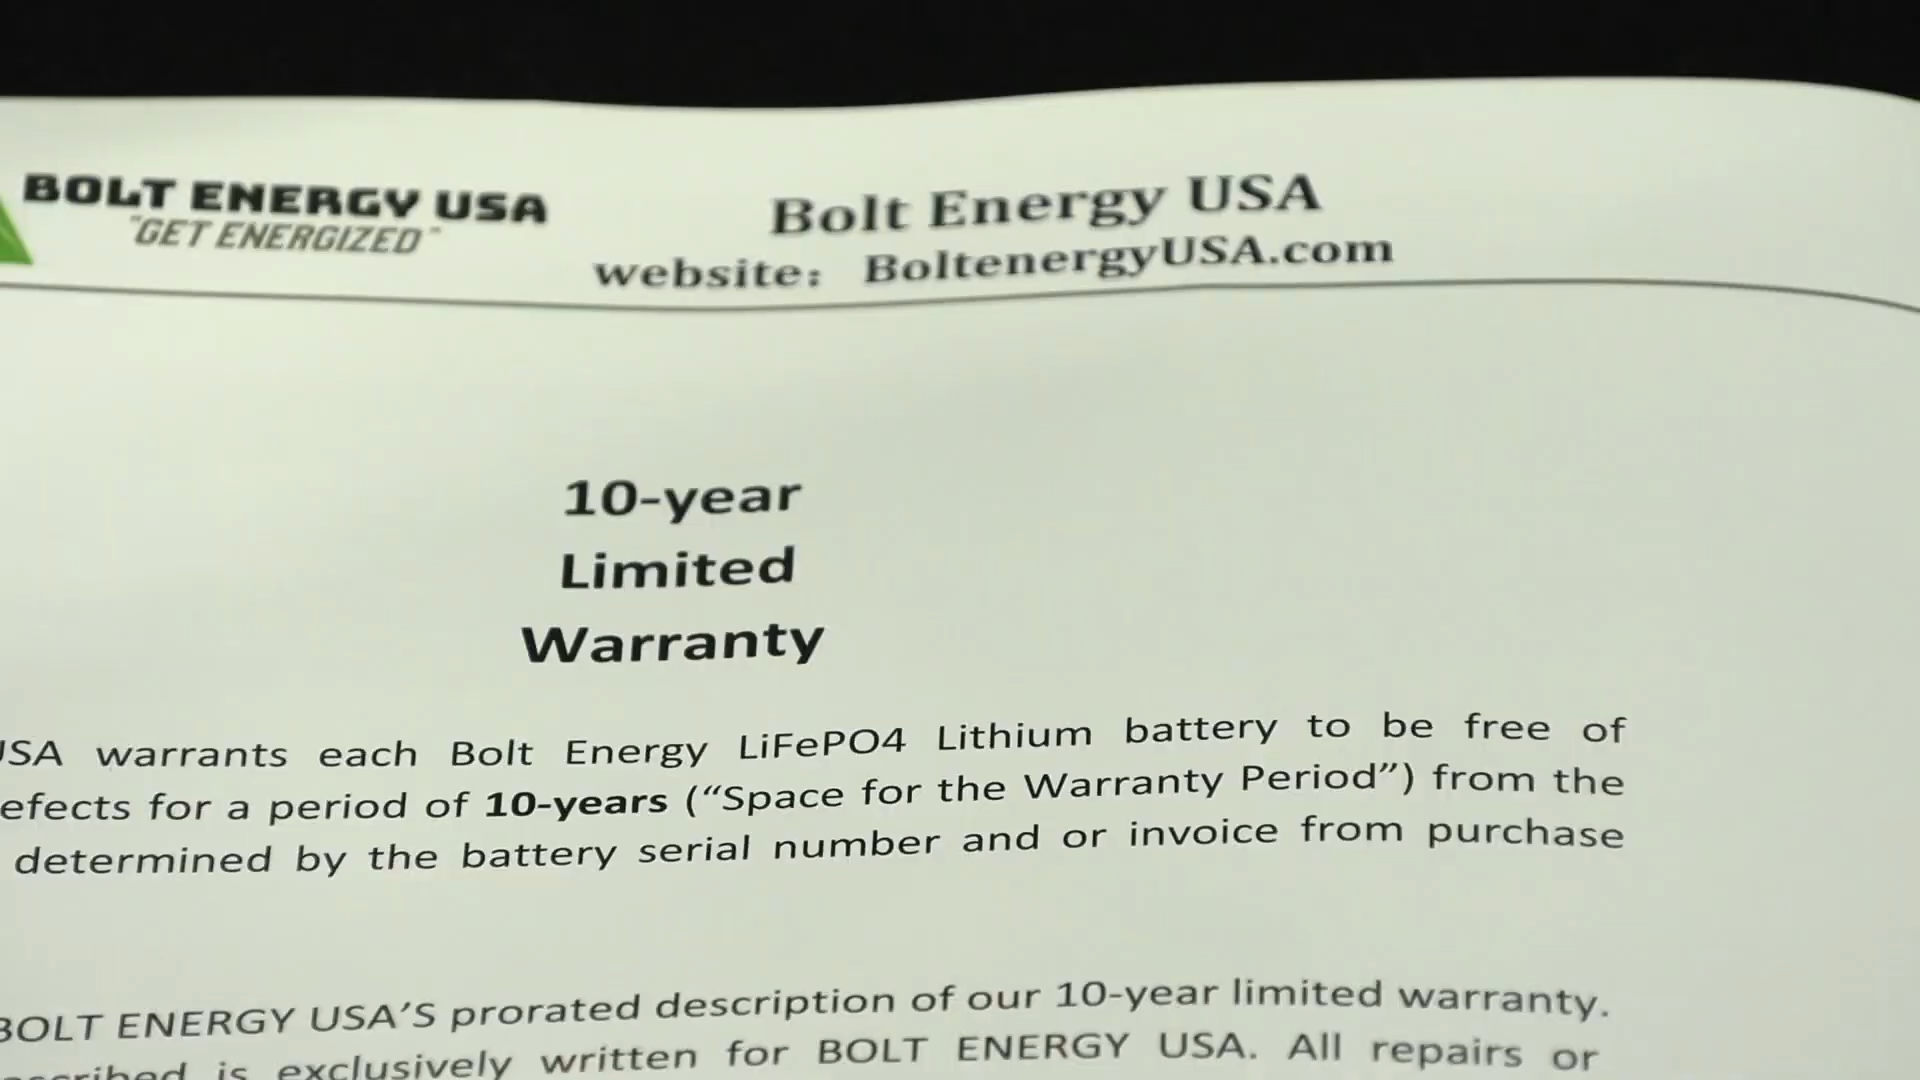 BOLT ENERGY USA
"GET ENERGIZED"
Bolt Energy USA
website: BoltenergyUSA.com
10-year
Limited
Warranty
USA warrants each Bolt Energy LiFePO4 Lithium battery to be free of
efects for a period of 10-years (“Space for the Warranty Period”) from the
determined by the battery serial number and or invoice from purchase
BOLT ENERGY USA’S prorated description of our 10-year limited warranty.
is exclusively written for BOLT ENERGY USA. All repairs or